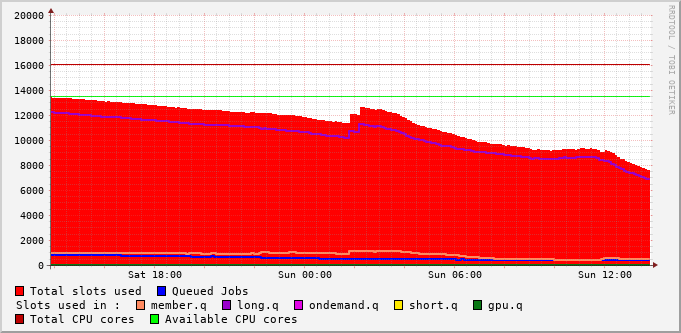 20000
18000
16000
14000
12000
10000
8000
6000
4000
2000
0
Sat 18:00 Sun 00:00 Sun 06:00 Sun 12:00
RRDTOOL / TOBI OETIKER
Total slots used Queued Jobs
Slots used in : member.q long.q ondemand.q short.q gpu.q
Total CPU cores Available CPU cores